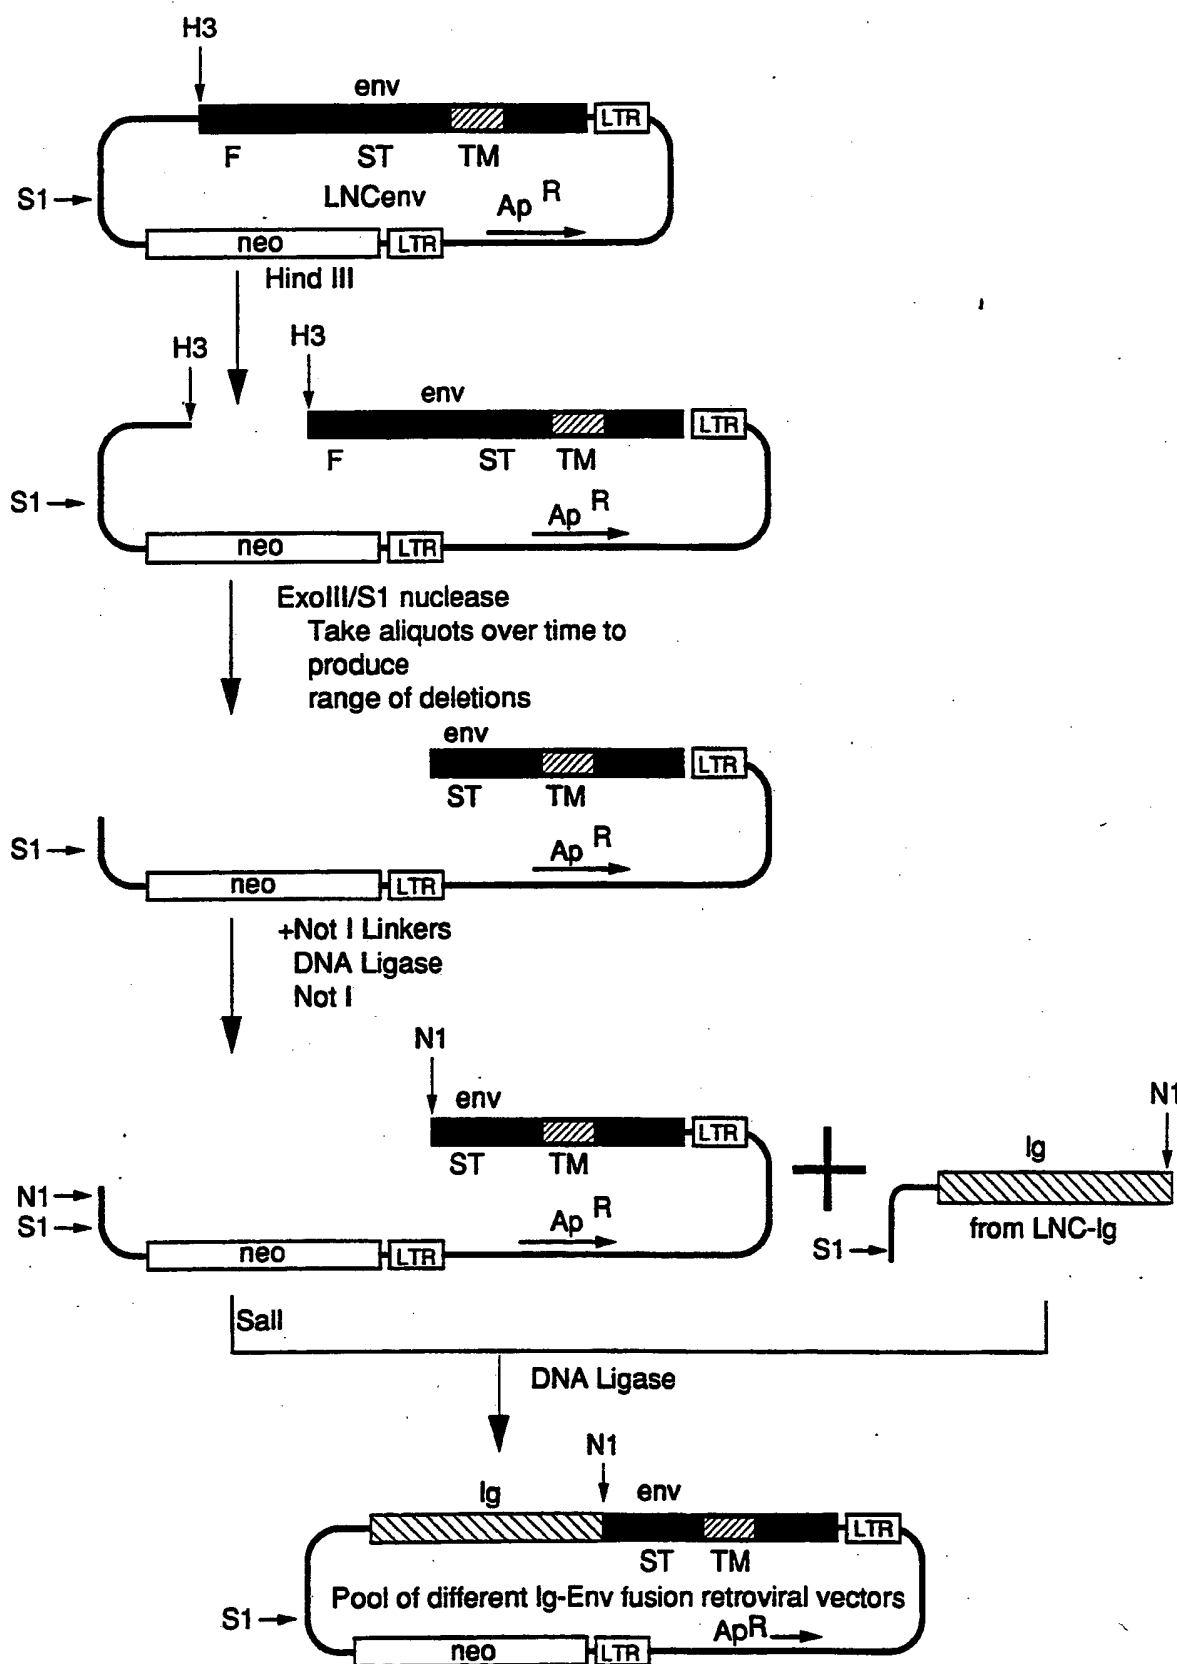 H3
env
LTR
F ST TM
S1
LNCenv
Ap R
neo
LTR
Hind III
H3
H3
env
LTR
F ST TM
S1
Ap R
neo
LTR
ExoIII/S1 nuclease
Take aliquots over time to
produce
range of deletions
env
LTR
ST TM
S1
Ap R
neo
LTR
+Not I Linkers
DNA Ligase
Not I
N1
env
LTR
ST TM
N1
S1
Ap R
neo
LTR
N1
Ig
from LNC-Ig
S1
SalI
DNA Ligase
N1
Ig
env
LTR
ST TM
Pool of different Ig-Env fusion retroviral vectors
S1
ApR
neo
LTR